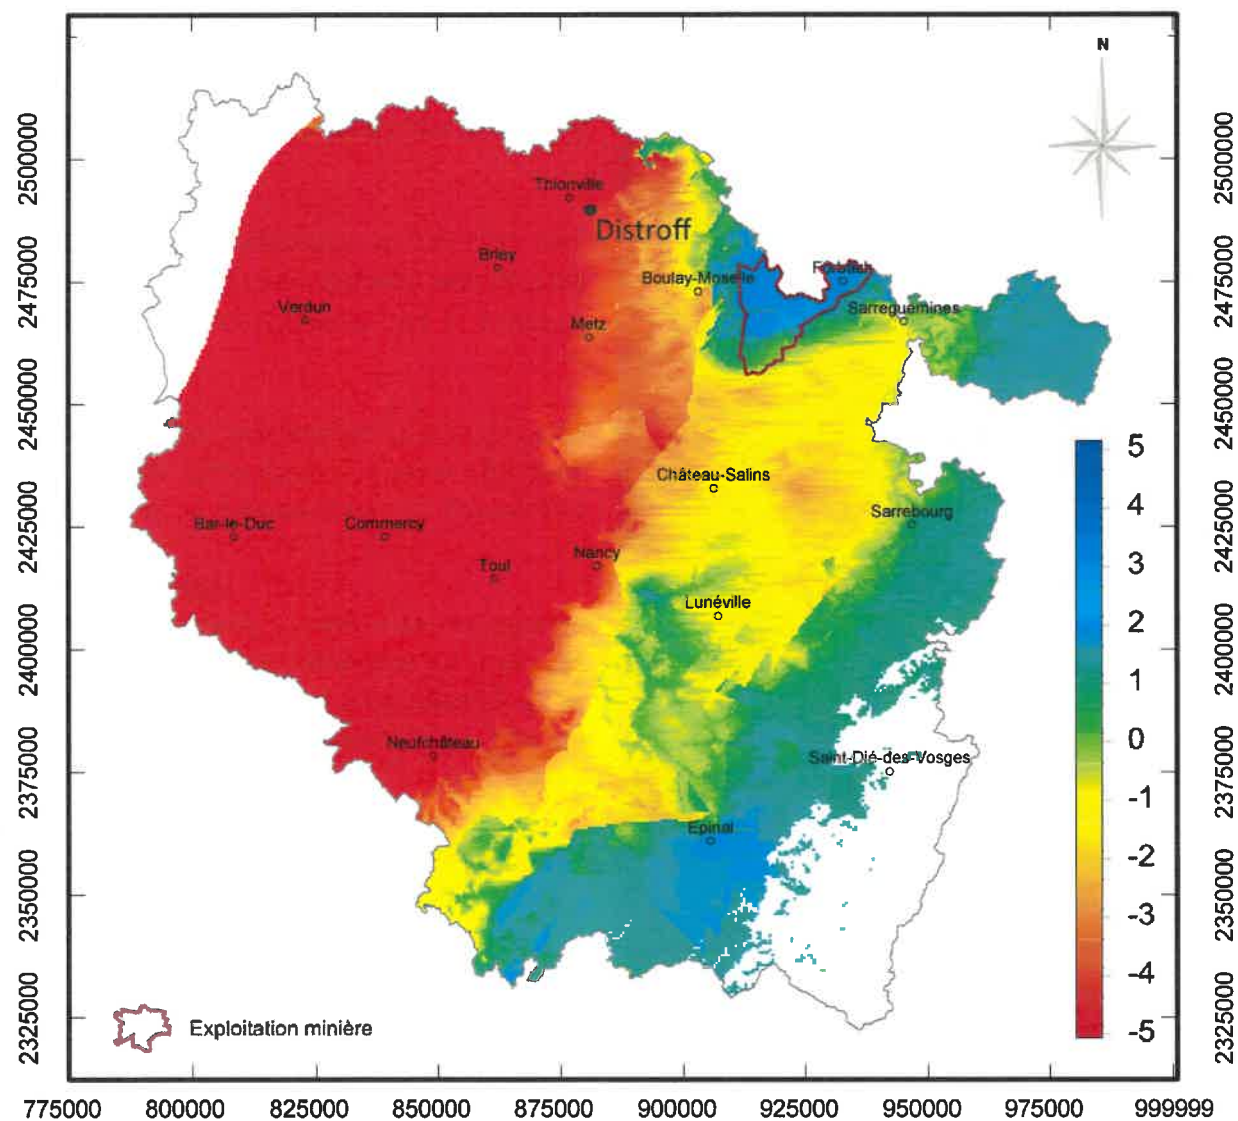 N
2500000
2475000
2450000
2425000
2400000
2375000
2350000
2325000
2500000
2475000
2450000
2425000
2400000
2375000
2350000
2325000
Thionville
Distroff
Briey
Boulay-Moselle
Forbach
Verdun
Sarreguemines
Metz
Château-Salins
Sarrebourg
Bar-le-Duc
Commercy
Nancy
Toul
Lunéville
Neufchâteau
Saint-Dié-des-Vosges
Epinal
5
4
3
2
1
0
-1
-2
-3
-4
-5
Exploitation minière
775000 800000 825000 850000 875000 900000 925000 950000 975000 999999